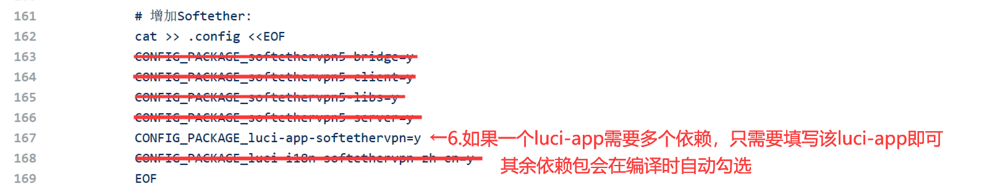 161 # 增加Softether:
162 cat >> .config <<EOF
163 CONFIG_PACKAGE_softethervpn5-bridge=y
164 CONFIG_PACKAGE_softethervpn5-client=y
165 CONFIG_PACKAGE_softethervpn5-libs=y
166 CONFIG_PACKAGE_softethervpn5-server=y
167 CONFIG_PACKAGE_luci-app-softethervpn=y ←6.如果一个luci-app需要多个依赖，只需要填写该luci-app即可
168 CONFIG_PACKAGE_luci-i18n-softethervpn-zh-cn=y 其余依赖包会在编译时自动勾选
169 EOF